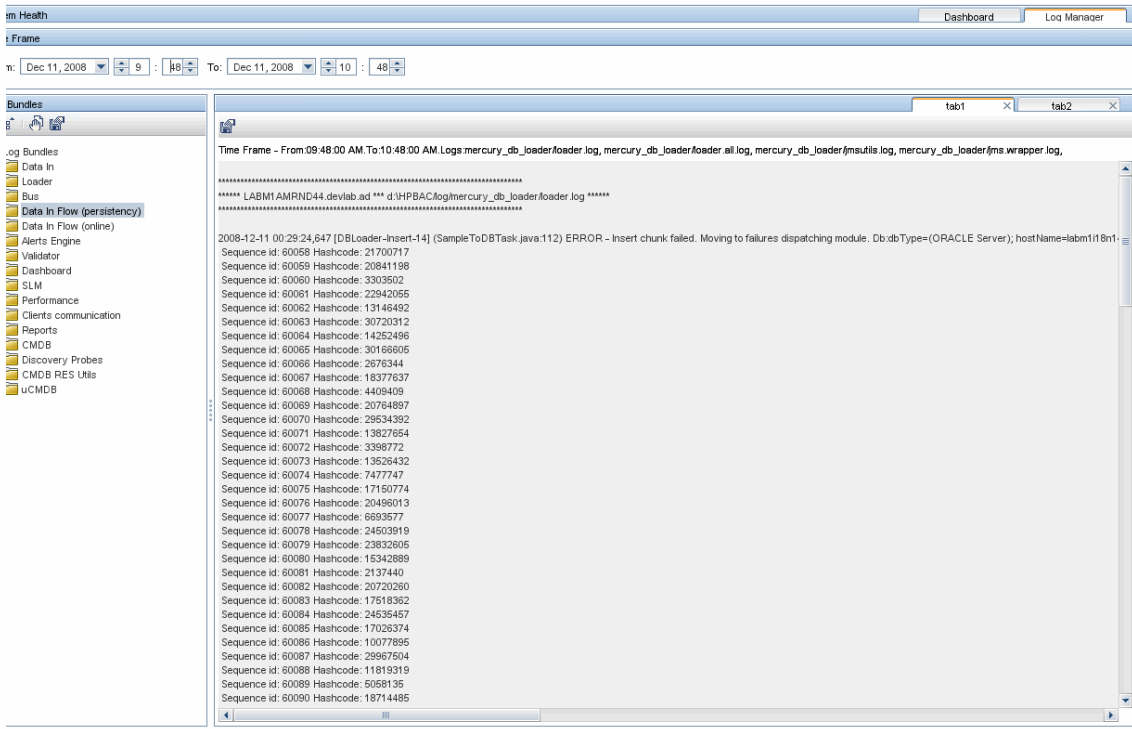 em Health
Dashboard
Log Manager
e Frame
m: Dec 11, 2008 9 : 48 To: Dec 11, 2008 10 : 48
Bundles
tab1
tab2
Log Bundles
Data In
Loader
Bus
Data In Flow (persistency)
Data In Flow (online)
Alerts Engine
Validator
Dashboard
SLM
Performance
Clients communication
Reports
CMDB
Discovery Probes
CMDB RES Utils
uCMDB
Time Frame - From:09:48:00 AM.To:10:48:00 AM.Logs:mercury_db_loader/loader.log, mercury_db_loader/loader.all.log, mercury_db_loader/jmsutils.log, mercury_db_loader/jms.wrapper.log,
************************************************************************************
****** LABM1AMRND44.devlab.ad *** d:\HPBAC/log/mercury_db_loader/loader.log ******
************************************************************************************
2008-12-11 00:29:24,647 [DBLoader-Insert-14] (SampleToDBTask.java:112) ERROR - Insert chunk failed. Moving to failures dispatching module. Db:dbType=(ORACLE Server); hostName=labm1i18n1-
Sequence id: 60058 Hashcode: 21700717
Sequence id: 60059 Hashcode: 20841198
Sequence id: 60060 Hashcode: 3303502
Sequence id: 60061 Hashcode: 22942055
Sequence id: 60062 Hashcode: 13146492
Sequence id: 60063 Hashcode: 30720312
Sequence id: 60064 Hashcode: 14252496
Sequence id: 60065 Hashcode: 30166605
Sequence id: 60066 Hashcode: 2676344
Sequence id: 60067 Hashcode: 18377637
Sequence id: 60068 Hashcode: 4409409
Sequence id: 60069 Hashcode: 20764897
Sequence id: 60070 Hashcode: 29534392
Sequence id: 60071 Hashcode: 13827654
Sequence id: 60072 Hashcode: 3398772
Sequence id: 60073 Hashcode: 13526432
Sequence id: 60074 Hashcode: 7477747
Sequence id: 60075 Hashcode: 17150774
Sequence id: 60076 Hashcode: 20496013
Sequence id: 60077 Hashcode: 6693577
Sequence id: 60078 Hashcode: 24503919
Sequence id: 60079 Hashcode: 23832605
Sequence id: 60080 Hashcode: 15342889
Sequence id: 60081 Hashcode: 2137440
Sequence id: 60082 Hashcode: 20720260
Sequence id: 60083 Hashcode: 17518362
Sequence id: 60084 Hashcode: 24535457
Sequence id: 60085 Hashcode: 17026374
Sequence id: 60086 Hashcode: 10077895
Sequence id: 60087 Hashcode: 29967504
Sequence id: 60088 Hashcode: 11819319
Sequence id: 60089 Hashcode: 5058135
Sequence id: 60090 Hashcode: 18714485